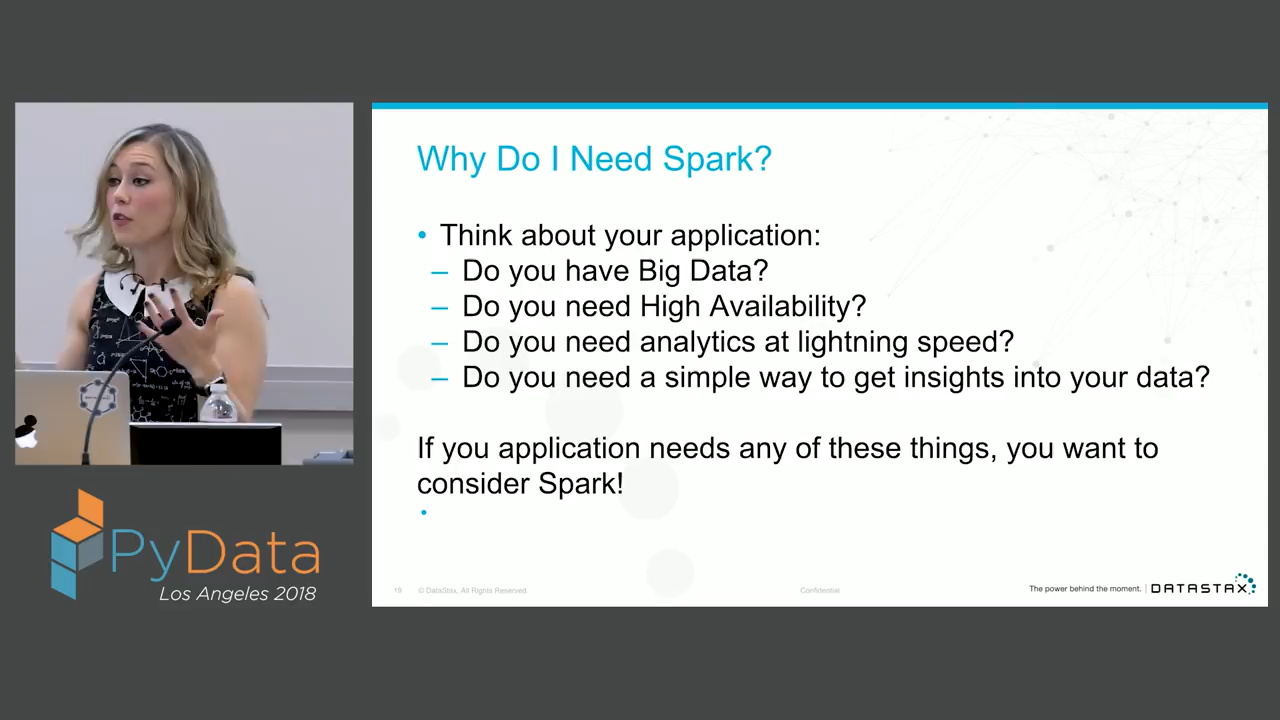 Why Do I Need Spark?
• Think about your application:
– Do you have Big Data?
– Do you need High Availability?
– Do you need analytics at lightning speed?
– Do you need a simple way to get insights into your data?
If you application needs any of these things, you want to
consider Spark!
•
PyData
Los Angeles 2018
19 © DataStax, All Rights Reserved.
Confidential
The power behind the moment. | DATASTAX